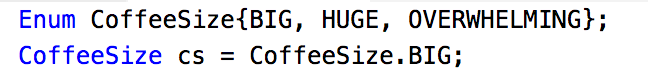 Enum CoffeeSize{BIG, HUGE, OVERWHELMING};
CoffeeSize cs = CoffeeSize.BIG;